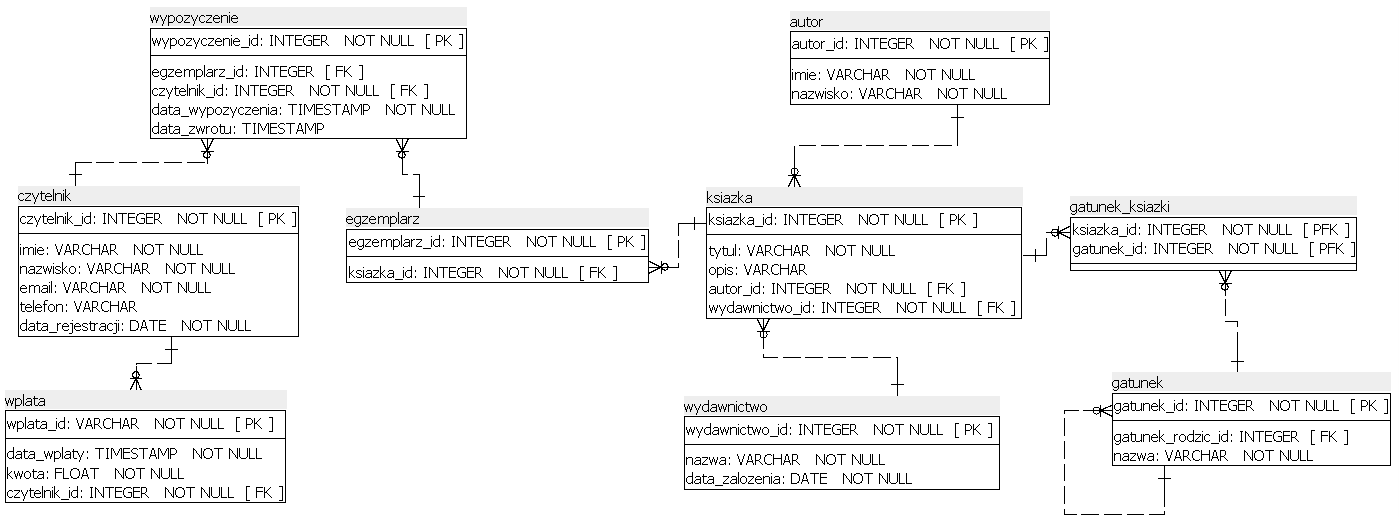 wypozyczenie
wypozyczenie_id: INTEGER NOT NULL [ PK ]
egzemplarz_id: INTEGER [ FK ]
czytelnik_id: INTEGER NOT NULL [ FK ]
data_wypozyczenia: TIMESTAMP NOT NULL
data_zwrotu: TIMESTAMP
autor
autor_id: INTEGER NOT NULL [ PK ]
imie: VARCHAR NOT NULL
nazwisko: VARCHAR NOT NULL
czytelnik
czytelnik_id: INTEGER NOT NULL [ PK ]
imie: VARCHAR NOT NULL
nazwisko: VARCHAR NOT NULL
email: VARCHAR NOT NULL
telefon: VARCHAR
data_rejestracji: DATE NOT NULL
egzemplarz
egzemplarz_id: INTEGER NOT NULL [ PK ]
ksiazka_id: INTEGER NOT NULL [ FK ]
ksiazka
ksiazka_id: INTEGER NOT NULL [ PK ]
tytul: VARCHAR NOT NULL
opis: VARCHAR
autor_id: INTEGER NOT NULL [ FK ]
wydawnictwo_id: INTEGER NOT NULL [ FK ]
gatunek_ksiazki
ksiazka_id: INTEGER NOT NULL [ PFK ]
gatunek_id: INTEGER NOT NULL [ PFK ]
wplata
wplata_id: VARCHAR NOT NULL [ PK ]
data_wplaty: TIMESTAMP NOT NULL
kwota: FLOAT NOT NULL
czytelnik_id: INTEGER NOT NULL [ FK ]
wydawnictwo
wydawnictwo_id: INTEGER NOT NULL [ PK ]
nazwa: VARCHAR NOT NULL
data_zalozenia: DATE NOT NULL
gatunek
gatunek_id: INTEGER NOT NULL [ PK ]
gatunek_rodzic_id: INTEGER [ FK ]
nazwa: VARCHAR NOT NULL